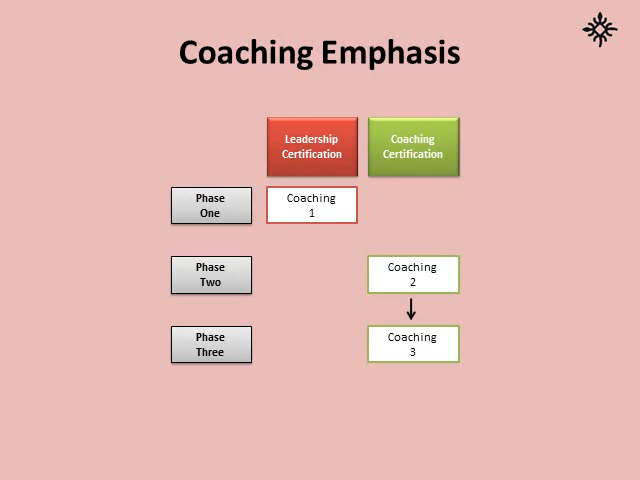 Coaching Emphasis
Leadership
Certification
Coaching
Certification
Phase
One
Coaching
1
Phase
Two
Coaching
2
Phase
Three
Coaching
3